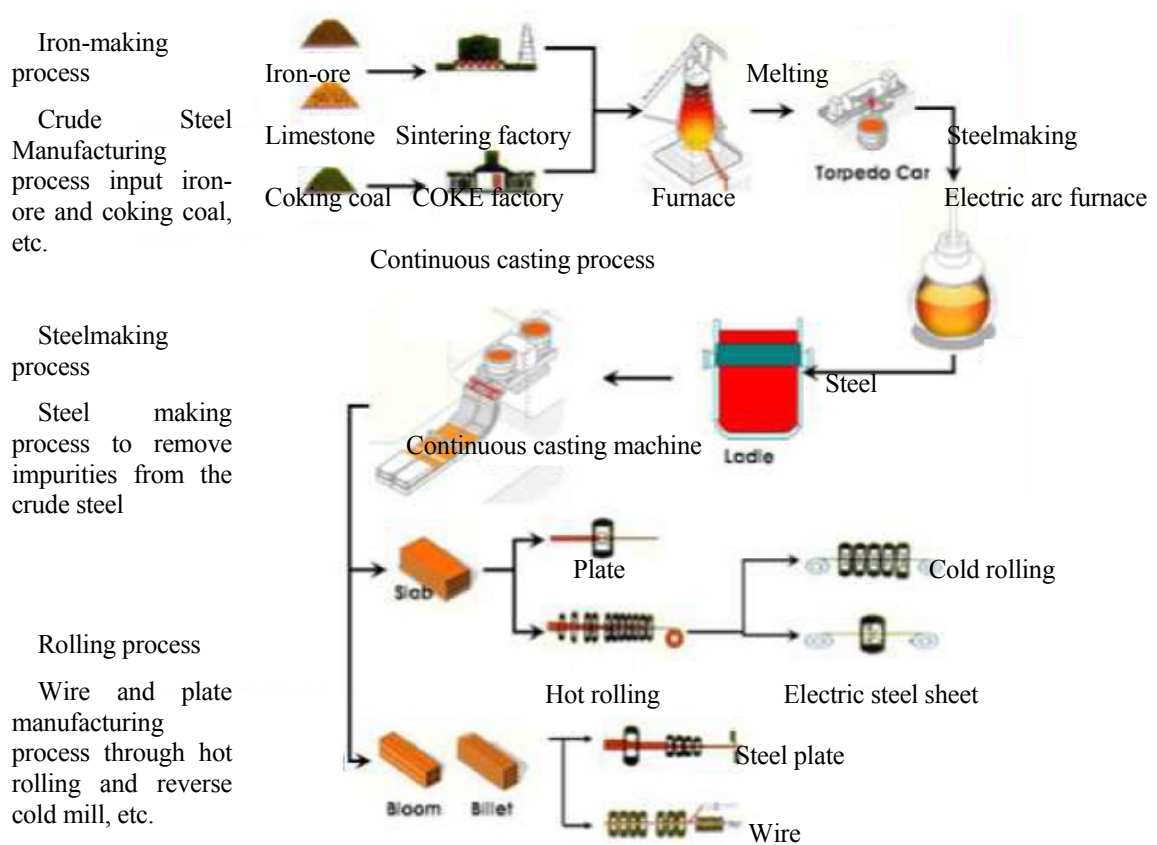 Iron-making
process
Crude Steel
Manufacturing
process input iron-
ore and coking coal,
etc.
Iron-ore
Limestone
Sintering factory
Coking coal
COKE factory
Furnace
Melting
Torpedo Car
Steelmaking
Electric arc furnace
Continuous casting process
Steelmaking
process
Steel making
process to remove
impurities from the
crude steel
Continuous casting machine
Steel
Ladle
Slab
Plate
Cold rolling
Rolling process
Wire and plate
manufacturing
process through hot
rolling and reverse
cold mill, etc.
Hot rolling
Electric steel sheet
Bloom
Billet
Steel plate
Wire